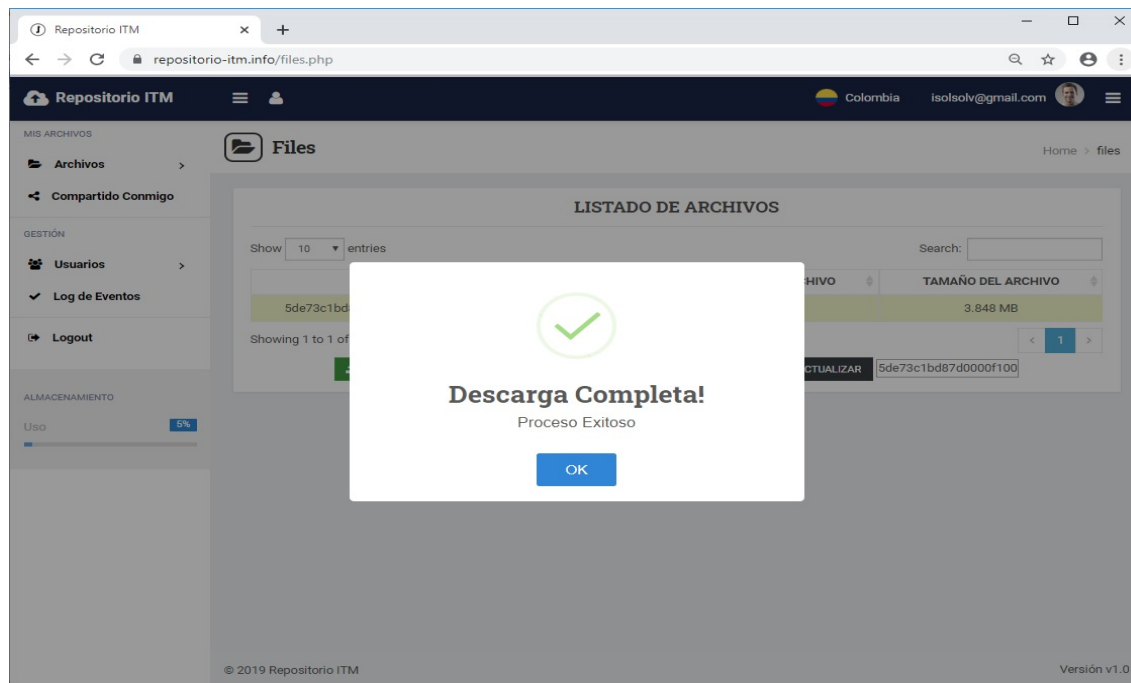 Repositorio ITM
repositorio-itm.info/files.php
Repositorio ITM
Colombia
isolsolv@gmail.com
MIS ARCHIVOS
Archivos
Compartido Conmigo
GESTIÓN
Usuarios
Log de Eventos
Logout
ALMACENAMIENTO
Uso 5%
Files
Home > files
LISTADO DE ARCHIVOS
Show 10 entries
Search:
TAMAÑO DEL ARCHIVO
3.848 MB
Showing 1 to 1 of
< 1 >
5de73c1bd87d0000f100
Descarga Completa!
Proceso Exitoso
OK
© 2019 Repositorio ITM
Versión v1.0